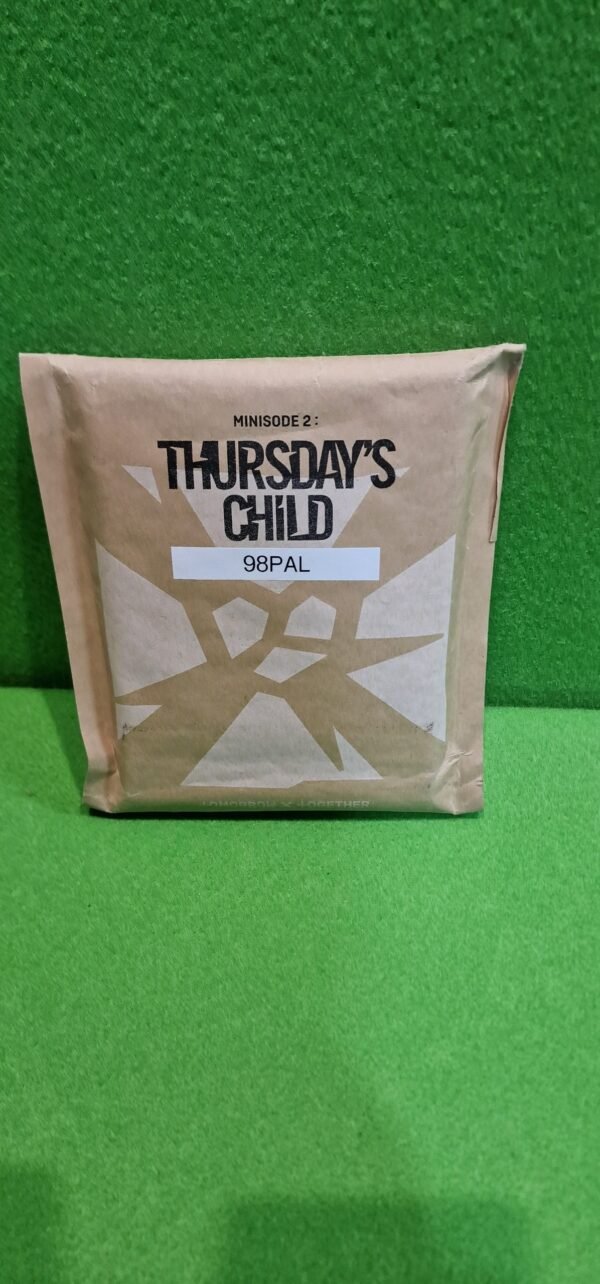 MINISODE 2 :
THURSDAY'S
CHiLD
98PAL
TOMORROW X TOGETHER